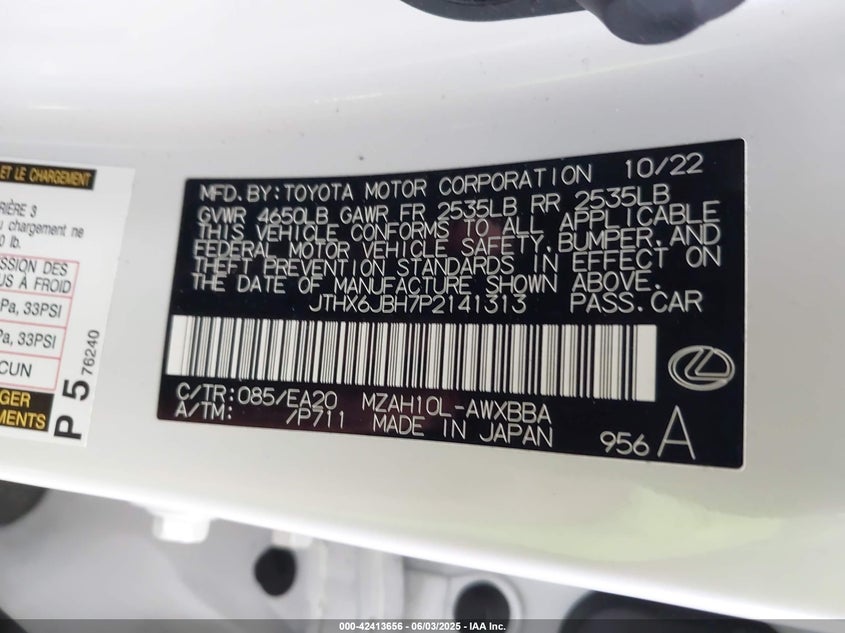 ET LE CHARGEMENT
RIÈRE 3
u chargement ne
0 lb.
SSION DES
US À FROID
Pa, 33PSI
Pa, 33PSI
CUN
GER
EMENTS
P 5 76240
MFD.BY:TOYOTA MOTOR CORPORATION 10/22
GVWR 4650LB GAWR FR 2535LB RR 2535LB
THIS VEHICLE CONFORMS TO ALL APPLICABLE
FEDERAL MOTOR VEHICLE SAFETY,BUMPER,AND
THEFT PREVENTION STANDARDS IN EFFECT ON
THE DATE OF MANUFACTURE SHOWN ABOVE.
JTHX6JBH7P2141313 PASS.CAR
C/TR:085/EA20 MZAH10L-AWXBBA
A/TM: /P711 MADE IN JAPAN 956 A
000-42413656 - 06/03/2025 - IAA Inc.